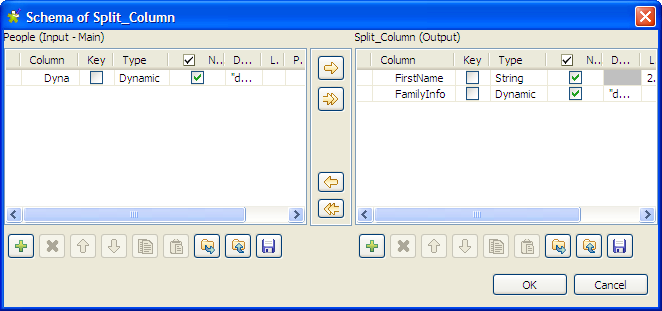 Schema of Split_Column
People (Input - Main)
Column Key Type N... D... L. P.
Dyna Dynamic "d...
Split_Column (Output)
Column Key Type N... D... L
FirstName String 2.
FamilyInfo Dynamic "d...
OK Cancel